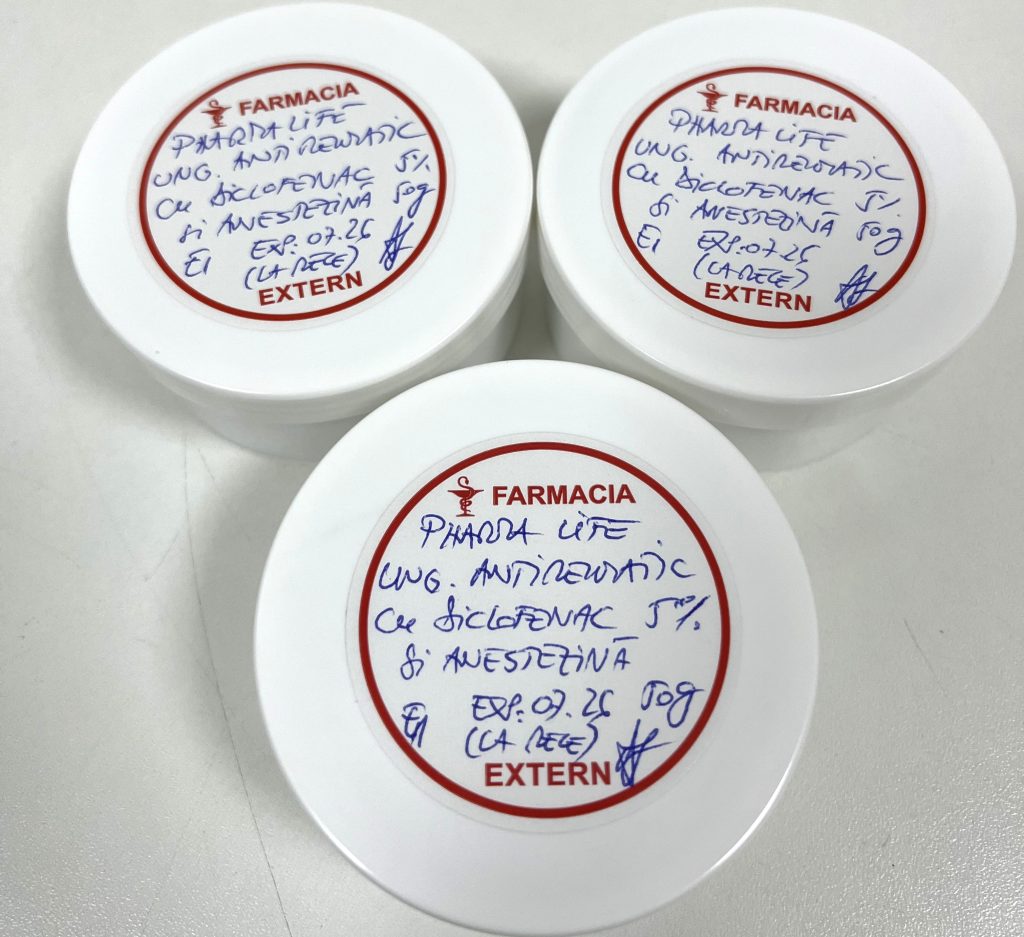 FARMACIA
PHARMA LIFE
UNG. ANTIREUMATIC
CU DICLOFENAC 5%
și ANESTEZINĂ 50g
EXP. 07.26
(LA RECE)
EXTERN
FARMACIA
PHARMA LIFE
UNG. ANTIREUMATIC
CU DICLOFENAC 5%
și ANESTEZINĂ 50g
EXP. 07.26
(LA RECE)
EXTERN
FARMACIA
PHARMA LIFE
UNG. ANTIREUMATIC
CU DICLOFENAC 5%
și ANESTEZINĂ
EXP. 07.26 50g
(LA RECE)
EXTERN